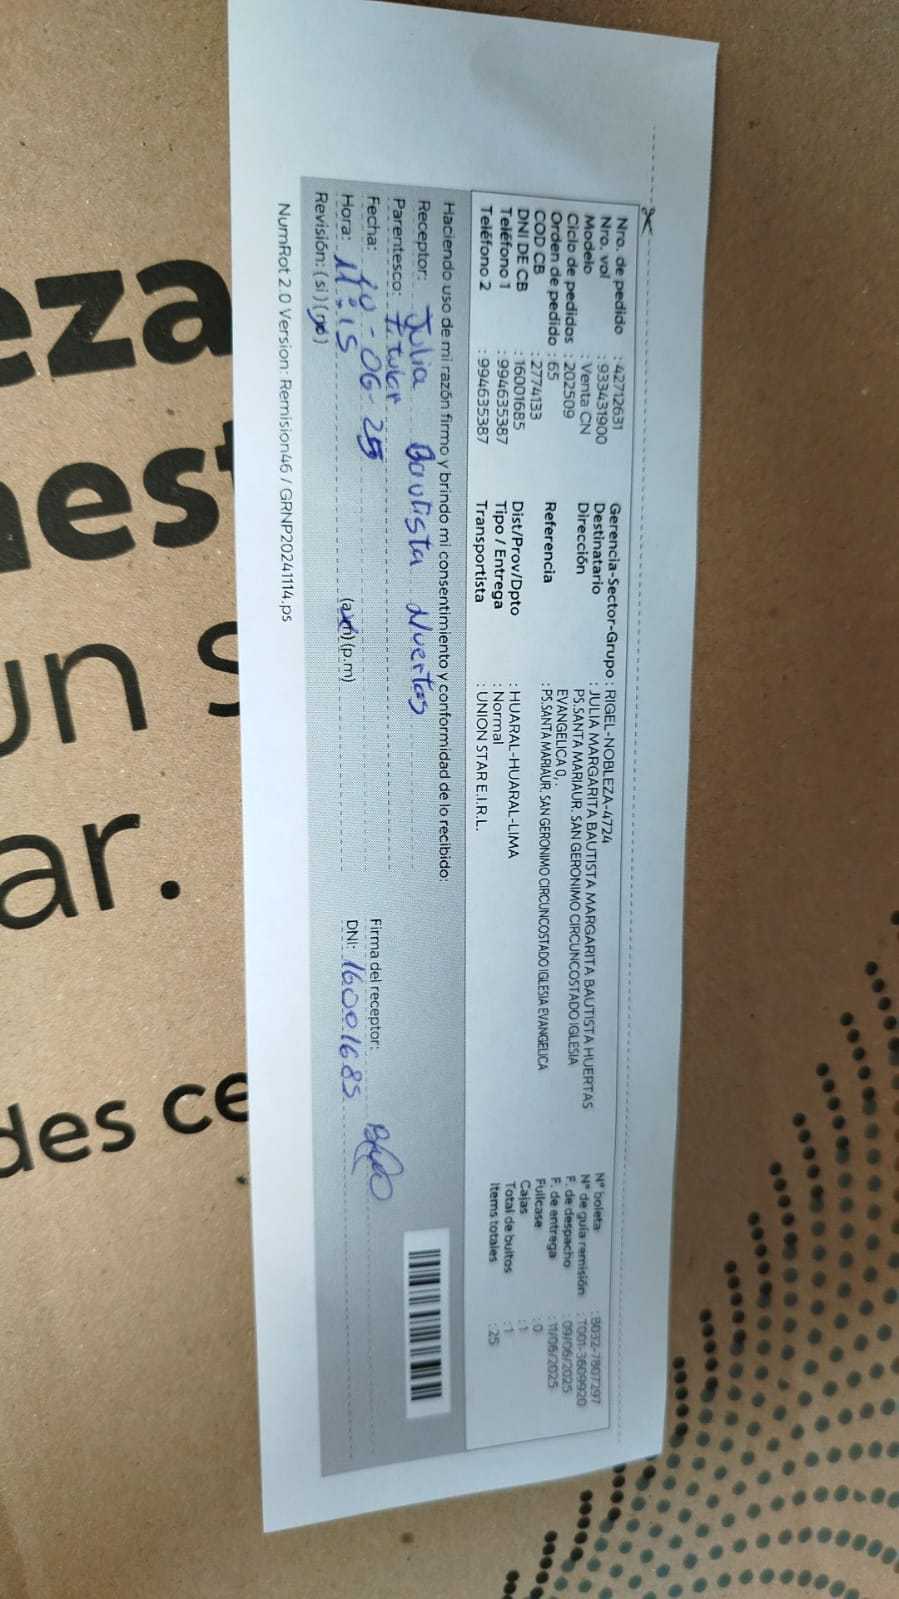 Nro. de pedido : 42712631
Nro. vol : 933431900
Modelo : Venta CN
Ciclo de pedidos : 202509
Orden de pedido : 65
COD CB : 2774133
DNI DE CB : 16001685
Teléfono 1 : 994635387
Teléfono 2 : 994635387
Gerencia-Sector-Grupo : RIGEL-NOBLEZA-4724
Destinatario : JULIA MARGARITA BAUTISTA MARGARITA BAUTISTA HUERTAS
Dirección PS.SANTA MARIAUR. SAN GERONIMO CIRCUNCOSTADO IGLESIA
EVANGELICA 0,.
Referencia : PS.SANTA MARIAUR. SAN GERONIMO CIRCUNCOSTADO IGLESIA EVANGELICA
Dist/Prov/Dpto : HUARAL-HUARAL-LIMA
Tipo / Entrega : Normal
Transportista : UNION STAR E.I.R.L.
N° boleta : B032-7807297
N° de guía remisión : T001-3609920
F. de despacho : 09/06/2025
F. de entrega : 11/06/2025
Fullcase : 0
Cajas : 1
Total de bultos : 1
Items totales : 25
Haciendo uso de mi razón firmo y brindo mi consentimiento y conformidad de lo recibido:
Receptor: Julia Bautista Huertas
Parentesco: Titular
Fecha: 10-06-25
Hora: 11:15 (a.m) (p.m)
Revisión: (si) (no)
Firma del receptor:
DNI: 16001685
NumRot 2.0 Version: Remision46 / GRNP20241114.ps
eza
nest
un s
ar.
des ce